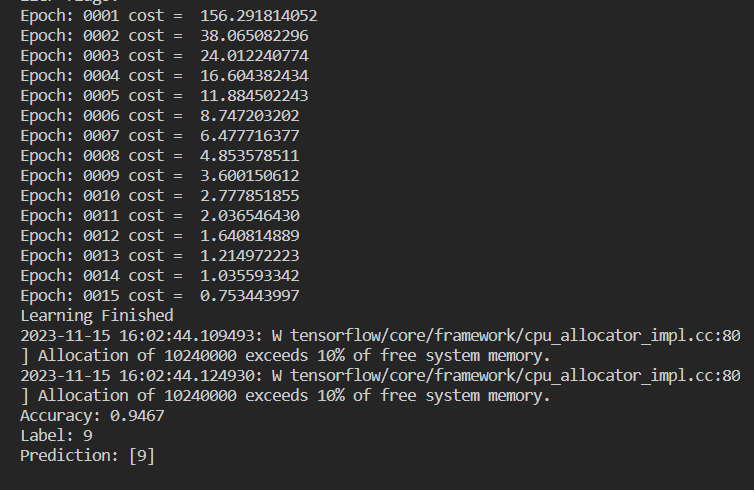 Epoch: 0001 cost =  156.291814052
Epoch: 0002 cost =  38.065082296
Epoch: 0003 cost =  24.012240774
Epoch: 0004 cost =  16.604382434
Epoch: 0005 cost =  11.884502243
Epoch: 0006 cost =  8.747203202
Epoch: 0007 cost =  6.477716377
Epoch: 0008 cost =  4.853578511
Epoch: 0009 cost =  3.600150612
Epoch: 0010 cost =  2.777851855
Epoch: 0011 cost =  2.036546430
Epoch: 0012 cost =  1.640814889
Epoch: 0013 cost =  1.214972223
Epoch: 0014 cost =  1.035593342
Epoch: 0015 cost =  0.753443997
Learning Finished
2023-11-15 16:02:44.109493: W tensorflow/core/framework/cpu_allocator_impl.cc:80
] Allocation of 10240000 exceeds 10% of free system memory.
2023-11-15 16:02:44.124930: W tensorflow/core/framework/cpu_allocator_impl.cc:80
] Allocation of 10240000 exceeds 10% of free system memory.
Accuracy: 0.9467
Label: 9
Prediction: [9]